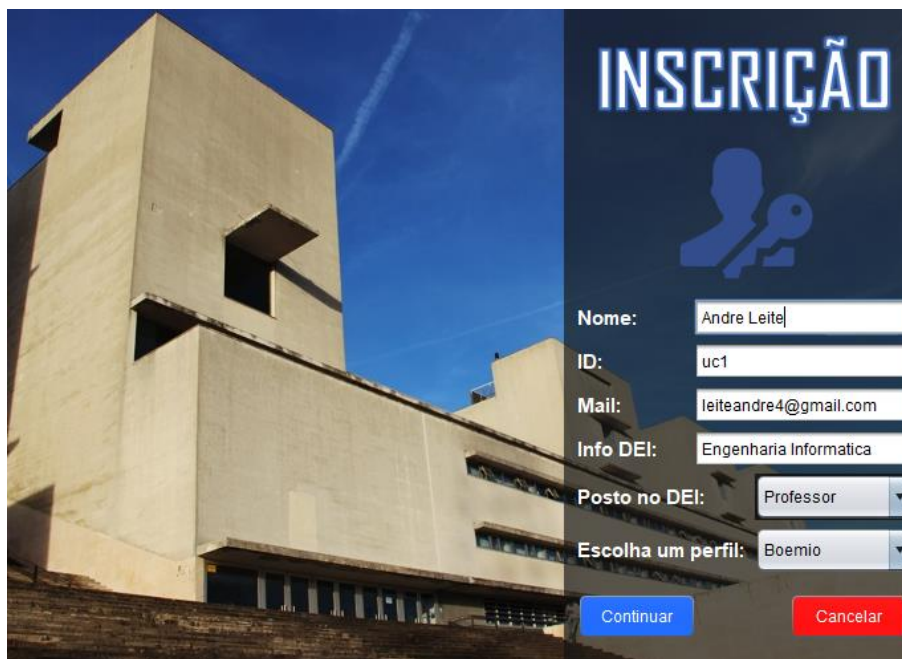 INSCRIÇÃO
Nome: Andre Leite
ID: uc1
Mail: leiteandre4@gmail.com
Info DEI: Engenharia Informatica
Posto no DEI: Professor
Escolha um perfil: Boemio
Continuar Cancelar